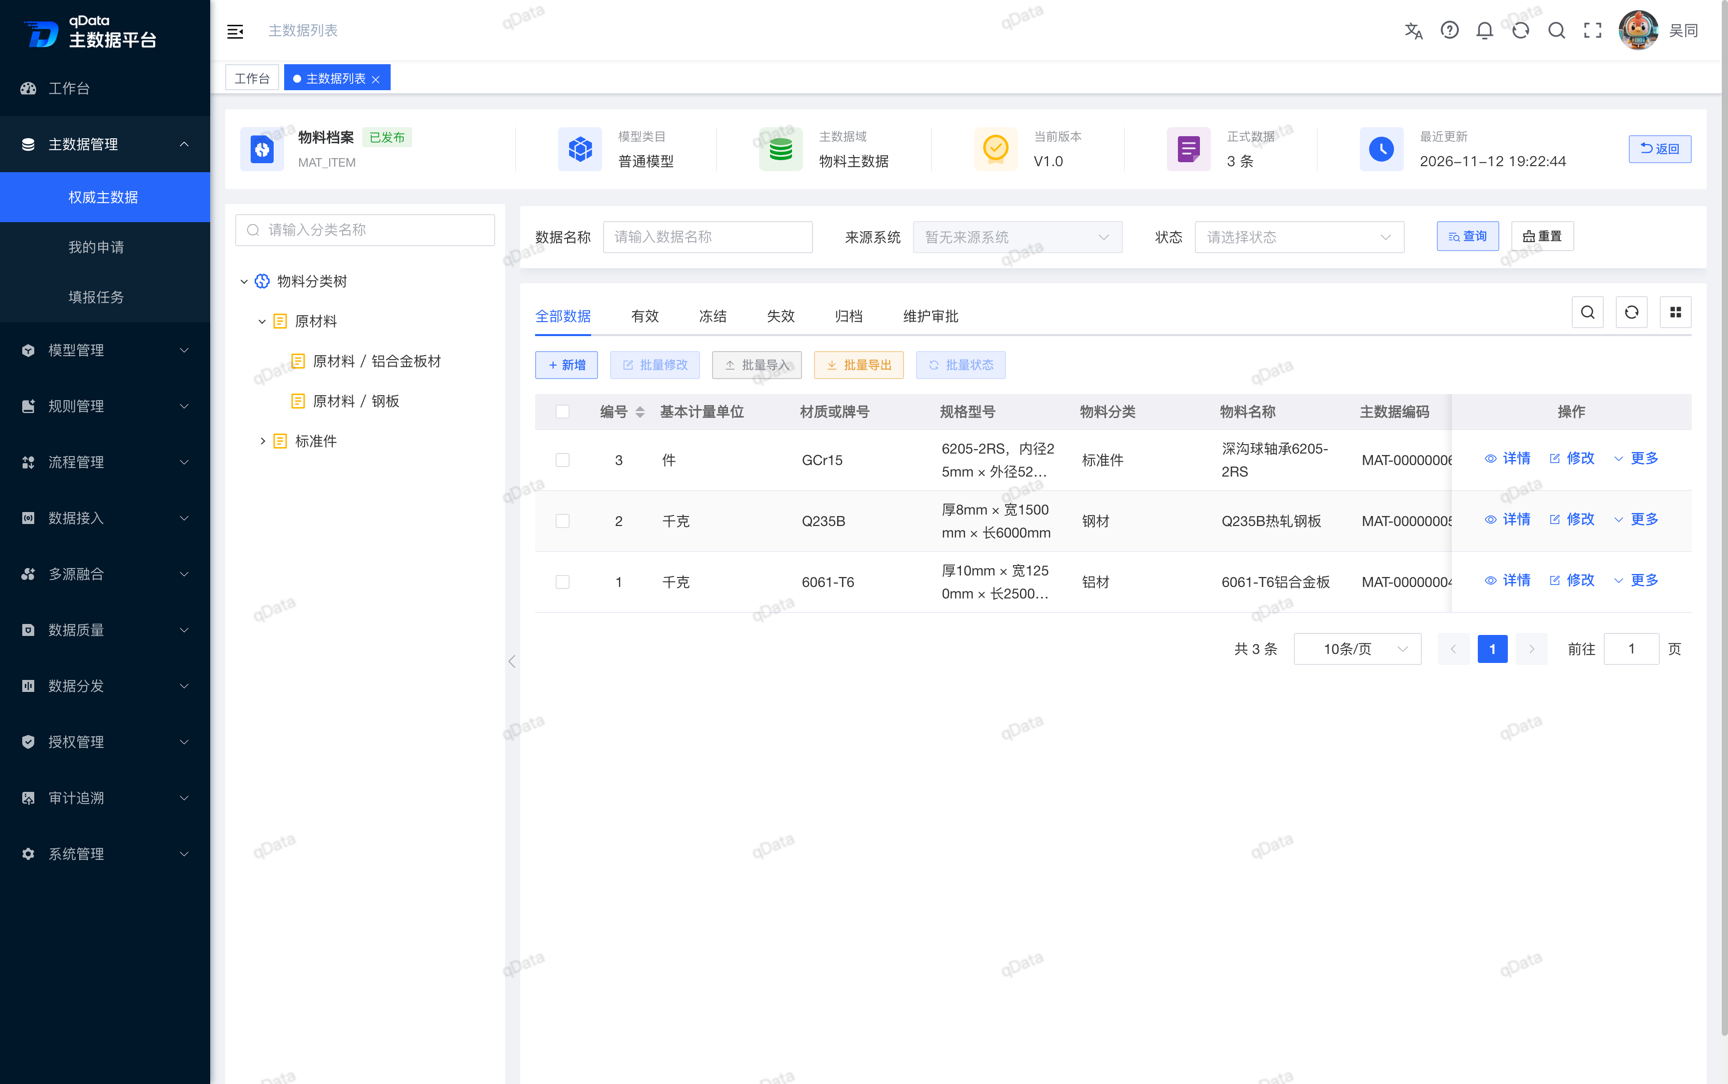 qData
主数据平台
主数据列表
吴同
工作台
主数据列表
工作台
主数据管理
权威主数据
我的申请
填报任务
模型管理
规则管理
流程管理
数据接入
多源融合
数据质量
数据分发
授权管理
审计追溯
系统管理
物料档案 已发布
MAT_ITEM
模型类目
普通模型
主数据域
物料主数据
当前版本
V1.0
正式数据
3 条
最近更新
2026-11-12 19:22:44
返回
请输入分类名称
物料分类树
原材料
原材料 / 铝合金板材
原材料 / 钢板
标准件
数据名称 请输入数据名称 来源系统 暂无来源系统 状态 请选择状态 查询 重置
全部数据 有效 冻结 失效 归档 维护审批
+ 新增 批量修改 批量导入 批量导出 批量状态
编号 基本计量单位 材质或牌号 规格型号 物料分类 物料名称 主数据编码 操作
3 件 GCr15 6205-2RS，内径25mm × 外径52... 标准件 深沟球轴承6205-2RS MAT-00000006 详情 修改 更多
2 千克 Q235B 厚8mm × 宽1500mm × 长6000mm 钢材 Q235B热轧钢板 MAT-00000005 详情 修改 更多
1 千克 6061-T6 厚10mm × 宽1250mm × 长2500... 铝材 6061-T6铝合金板 MAT-00000004 详情 修改 更多
共 3 条 10条/页 1 前往 1 页